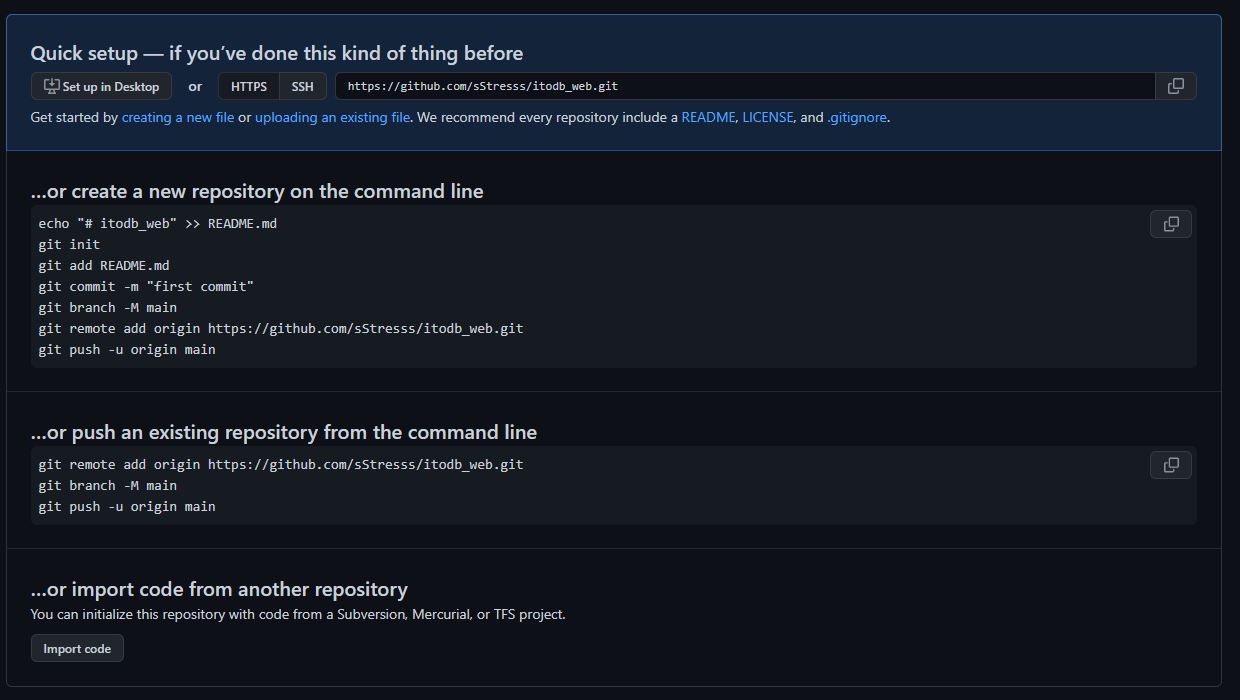 Quick setup — if you’ve done this kind of thing before
Set up in Desktop or HTTPS SSH https://github.com/sStresss/itodb_web.git
Get started by creating a new file or uploading an existing file. We recommend every repository include a README, LICENSE, and .gitignore.
…or create a new repository on the command line
echo "# itodb_web" >> README.md
git init
git add README.md
git commit -m "first commit"
git branch -M main
git remote add origin https://github.com/sStresss/itodb_web.git
git push -u origin main
…or push an existing repository from the command line
git remote add origin https://github.com/sStresss/itodb_web.git
git branch -M main
git push -u origin main
…or import code from another repository
You can initialize this repository with code from a Subversion, Mercurial, or TFS project.
Import code